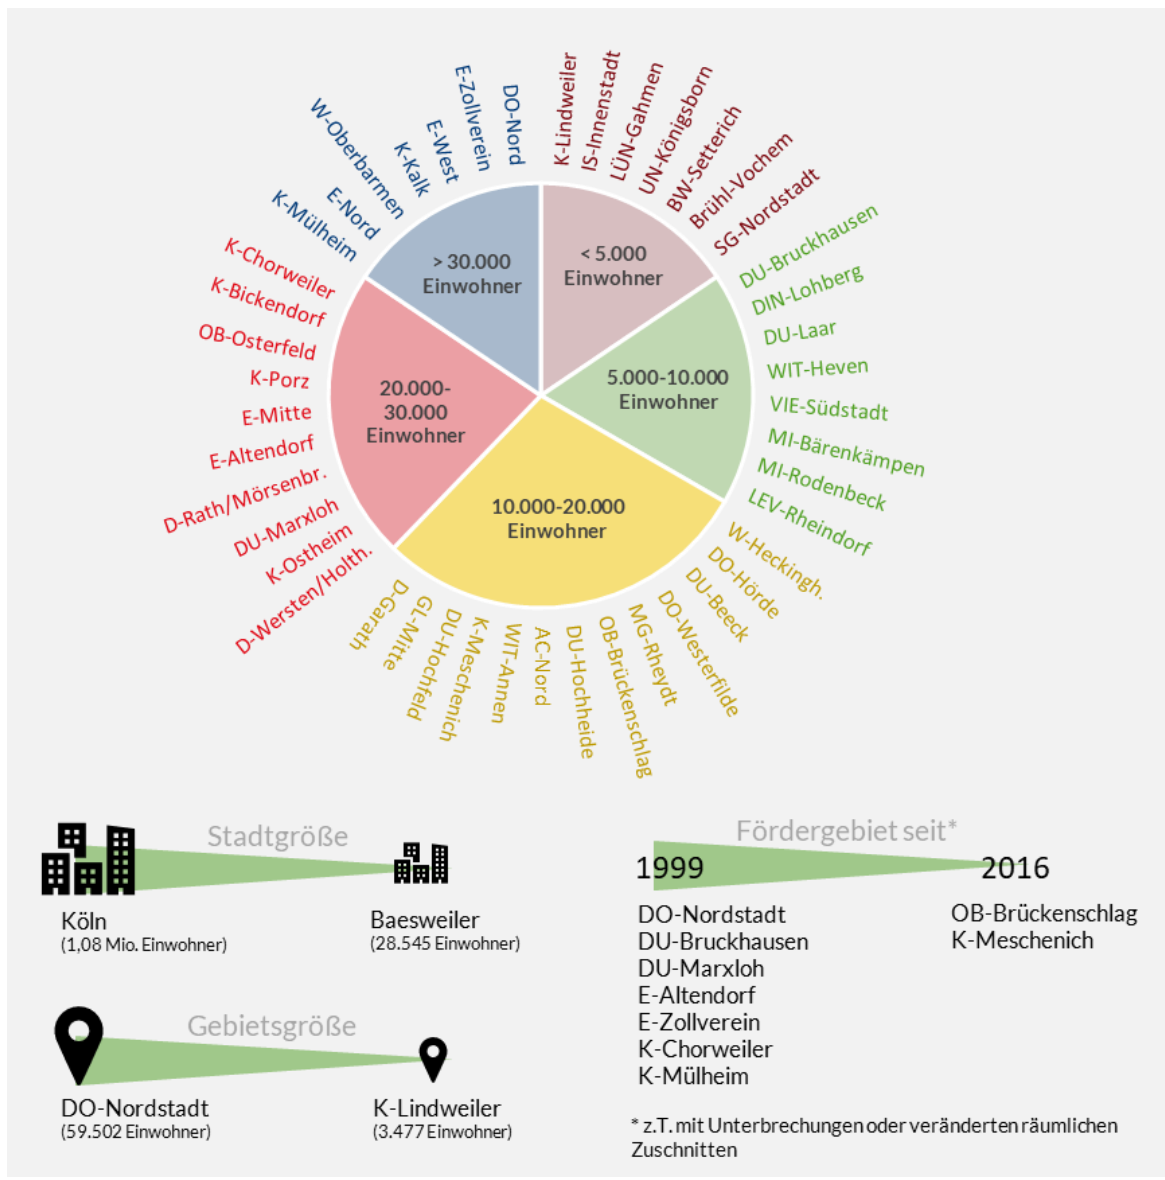 K-Lindweiler
IS-Innenstadt
LÜN-Gahmen
UN-Königsborn
BW-Setterich
Brühl-Vochem
SG-Nordstadt
DU-Bruckhausen
DIN-Lohberg
DU-Laar
WIT-Heven
VIE-Südstadt
MI-Bärenkämpen
MI-Rodenbeck
LEV-Rheindorf
W-Heckingh.
DO-Hörde
DU-Beeck
DO-Westerfilde
MG-Rheydt
OB-Brückenschlag
DU-Hochheide
AC-Nord
WIT-Annen
K-Meschenich
DU-Hochfeld
GL-Mitte
D-Garath
D-Wersten/Holth.
K-Ostheim
DU-Marxloh
D-Rath/Mörsenbr.
E-Altendorf
E-Mitte
K-Porz
OB-Osterfeld
K-Bickendorf
K-Chorweiler
K-Mülheim
E-Nord
W-Oberbarmen
K-Kalk
E-West
E-Zollverein
DO-Nord
> 30.000
Einwohner
< 5.000
Einwohner
5.000-10.000
Einwohner
10.000-20.000
Einwohner
20.000-
30.000
Einwohner
Stadtgröße
Köln
(1,08 Mio. Einwohner)
Baesweiler
(28.545 Einwohner)
Gebietsgröße
DO-Nordstadt
(59.502 Einwohner)
K-Lindweiler
(3.477 Einwohner)
Fördergebiet seit*
1999
2016
DO-Nordstadt
DU-Bruckhausen
DU-Marxloh
E-Altendorf
E-Zollverein
K-Chorweiler
K-Mülheim
OB-Brückenschlag
K-Meschenich
* z.T. mit Unterbrechungen oder veränderten räumlichen
Zuschnitten